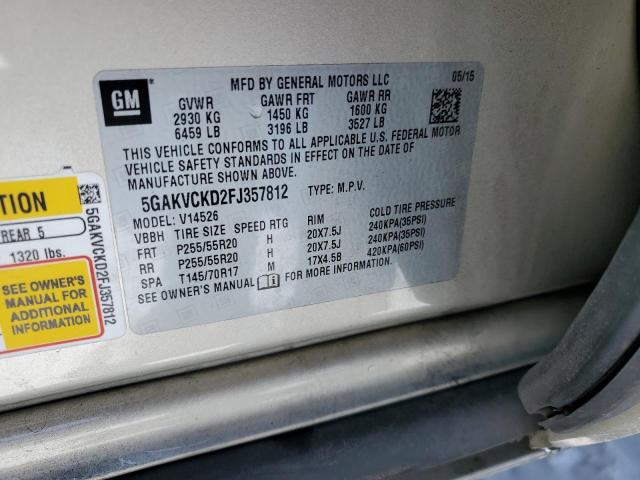 GM
MFD BY GENERAL MOTORS LLC 05/15
GVWR GAWR FRT GAWR RR
2930 KG 1450 KG 1600 KG
6459 LB 3196 LB 3527 LB
THIS VEHICLE CONFORMS TO ALL APPLICABLE U.S. FEDERAL MOTOR
VEHICLE SAFETY STANDARDS IN EFFECT ON THE DATE OF
MANUFACTURE SHOWN ABOVE.
5GAKVCKD2FJ357812 TYPE: M.P.V.
MODEL: V14526
VBBH TIRE SIZE SPEED RTG RIM COLD TIRE PRESSURE
FRT P255/55R20 H 20X7.5J 240KPA(35PSI)
RR P255/55R20 H 20X7.5J 240KPA(35PSI)
SPA T145/70R17 M 17X4.5B 420KPA(60PSI)
SEE OWNER'S MANUAL FOR MORE INFORMATION.
TION
REAR 5
1320 lbs.
SEE OWNER'S
MANUAL FOR
ADDITIONAL
INFORMATION
5GAKVCKD2FJ357812